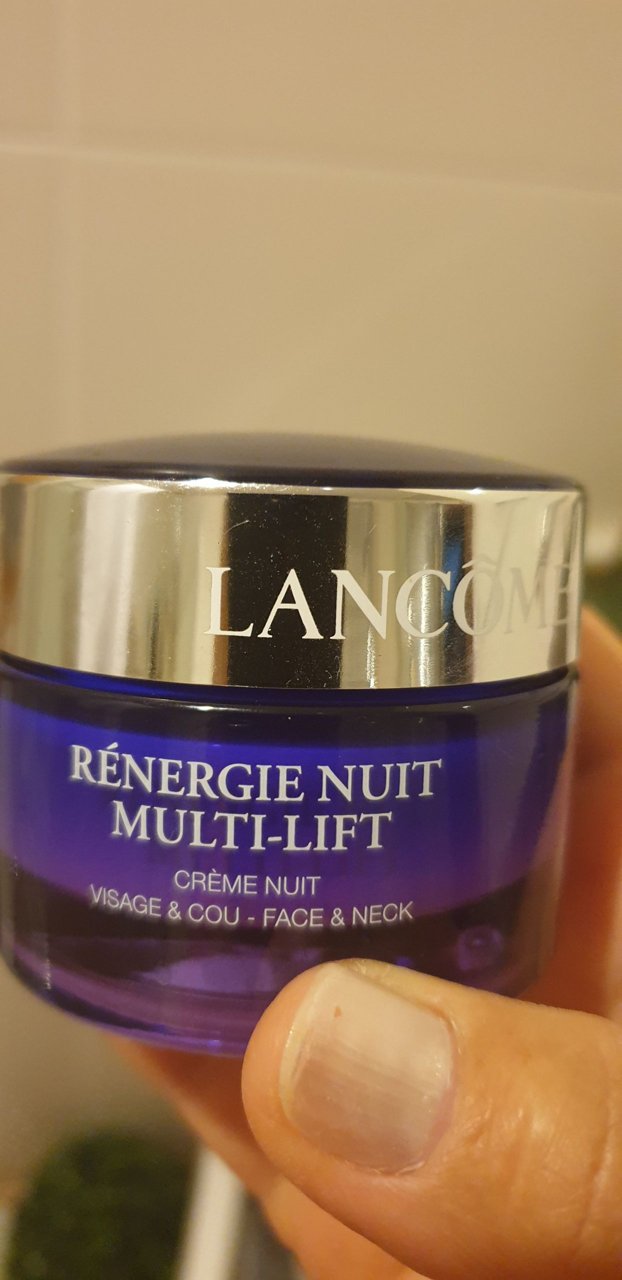 LANCÔME
RÉNERGIE NUIT
MULTI-LIFT
CRÈME NUIT
VISAGE & COU - FACE & NECK